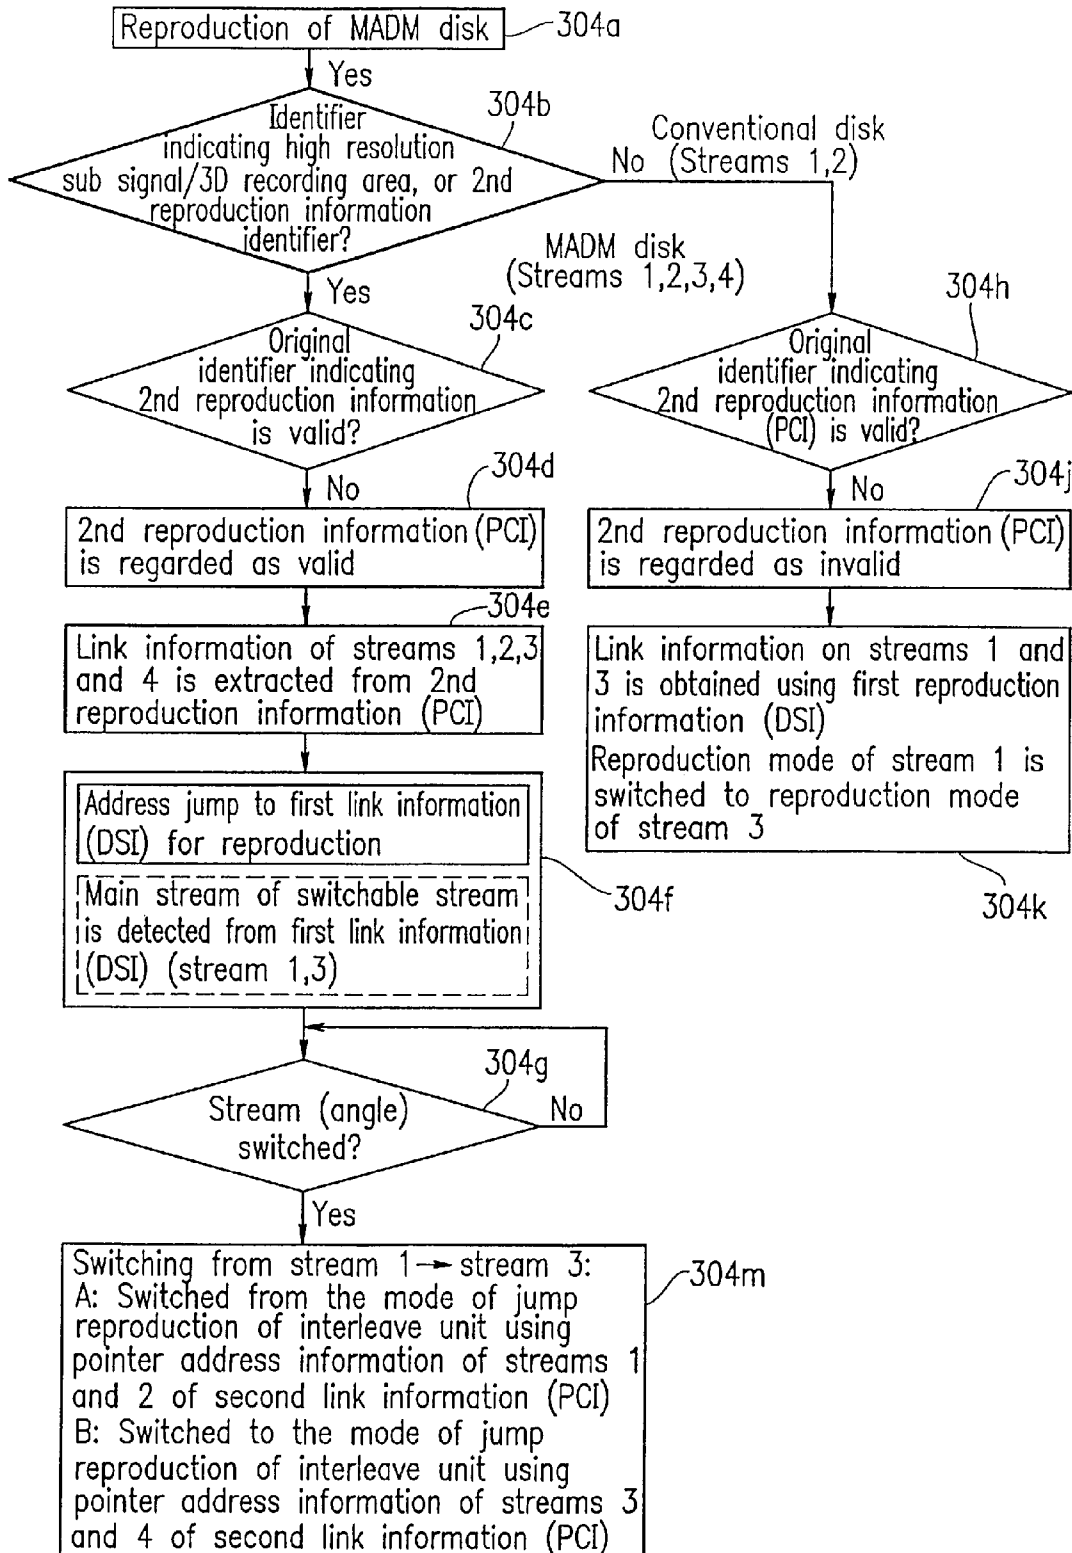 Reproduction of MADM disk
304a
Yes
304b
Identifier
indicating high resolution
sub signal/3D recording area, or 2nd
reproduction information
identifier?
Conventional disk
No (Streams 1,2)
MADM disk
(Streams 1,2,3,4)
Yes
304c
Original
identifier indicating
2nd reproduction information
is valid?
304h
Original
identifier indicating
2nd reproduction information
(PCI) is valid?
No
304d
2nd reproduction information (PCI)
is regarded as valid
No
304j
2nd reproduction information (PCI)
is regarded as invalid
304e
Link information of streams 1,2,3
and 4 is extracted from 2nd
reproduction information (PCI)
Link information on streams 1 and
3 is obtained using first reproduction
information (DSI)
Reproduction mode of stream 1 is
switched to reproduction mode
of stream 3
304k
Address jump to first link information
(DSI) for reproduction
Main stream of switchable stream
is detected from first link information
(DSI) (stream 1,3)
304f
304g
Stream (angle)
switched?
No
Yes
Switching from stream 1→ stream 3:
A: Switched from the mode of jump
reproduction of interleave unit using
pointer address information of streams 1
and 2 of second link information (PCI)
B: Switched to the mode of jump
reproduction of interleave unit using
pointer address information of streams 3
and 4 of second link information (PCI)
304m